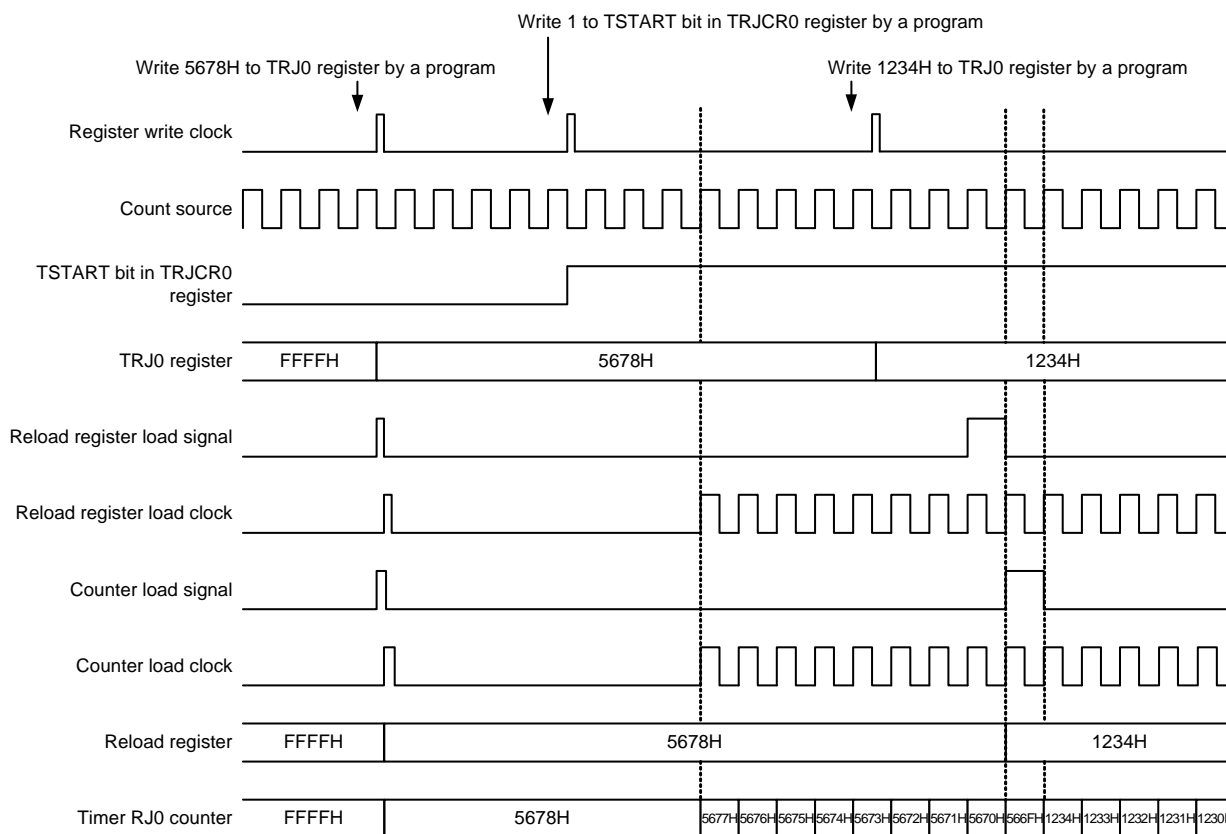 Write 1 to TSTART bit in TRJCR0 register by a program
Write 5678H to TRJ0 register by a program
Write 1234H to TRJ0 register by a program
Register write clock
Count source
TSTART bit in TRJCR0
register
TRJ0 register FFFFH 5678H 1234H
Reload register load signal
Reload register load clock
Counter load signal
Counter load clock
Reload register FFFFH 5678H 1234H
Timer RJ0 counter FFFFH 5678H 5677H 5676H 5675H 5674H 5673H 5672H 5671H 5670H 566FH 1234H 1233H 1232H 1231H 1230